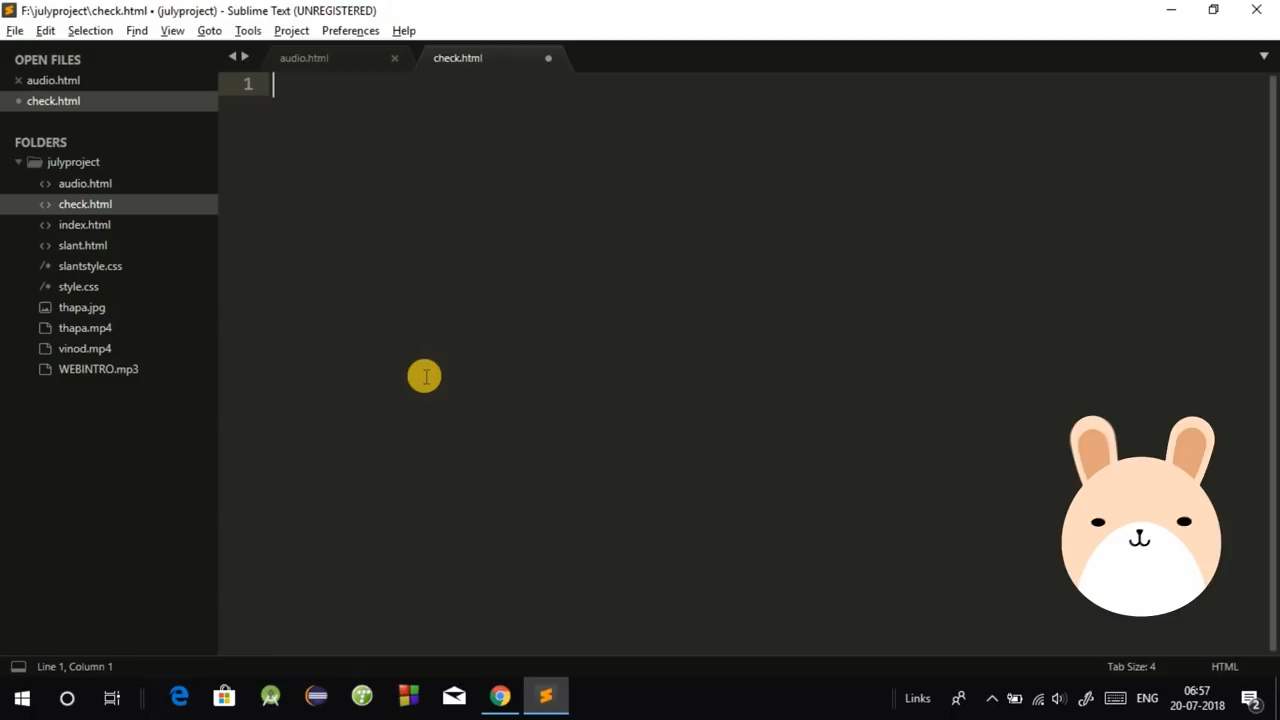 F:\julyproject\check.html • (julyproject) - Sublime Text (UNREGISTERED)
File Edit Selection Find View Goto Tools Project Preferences Help
OPEN FILES
audio.html
check.html
FOLDERS
julyproject
audio.html
check.html
index.html
slant.html
slantstyle.css
style.css
thapa.jpg
thapa.mp4
vinod.mp4
WEBINTRO.mp3
audio.html check.html
1
Line 1, Column 1 Tab Size: 4 HTML
Links ENG 06:57
20-07-2018 2